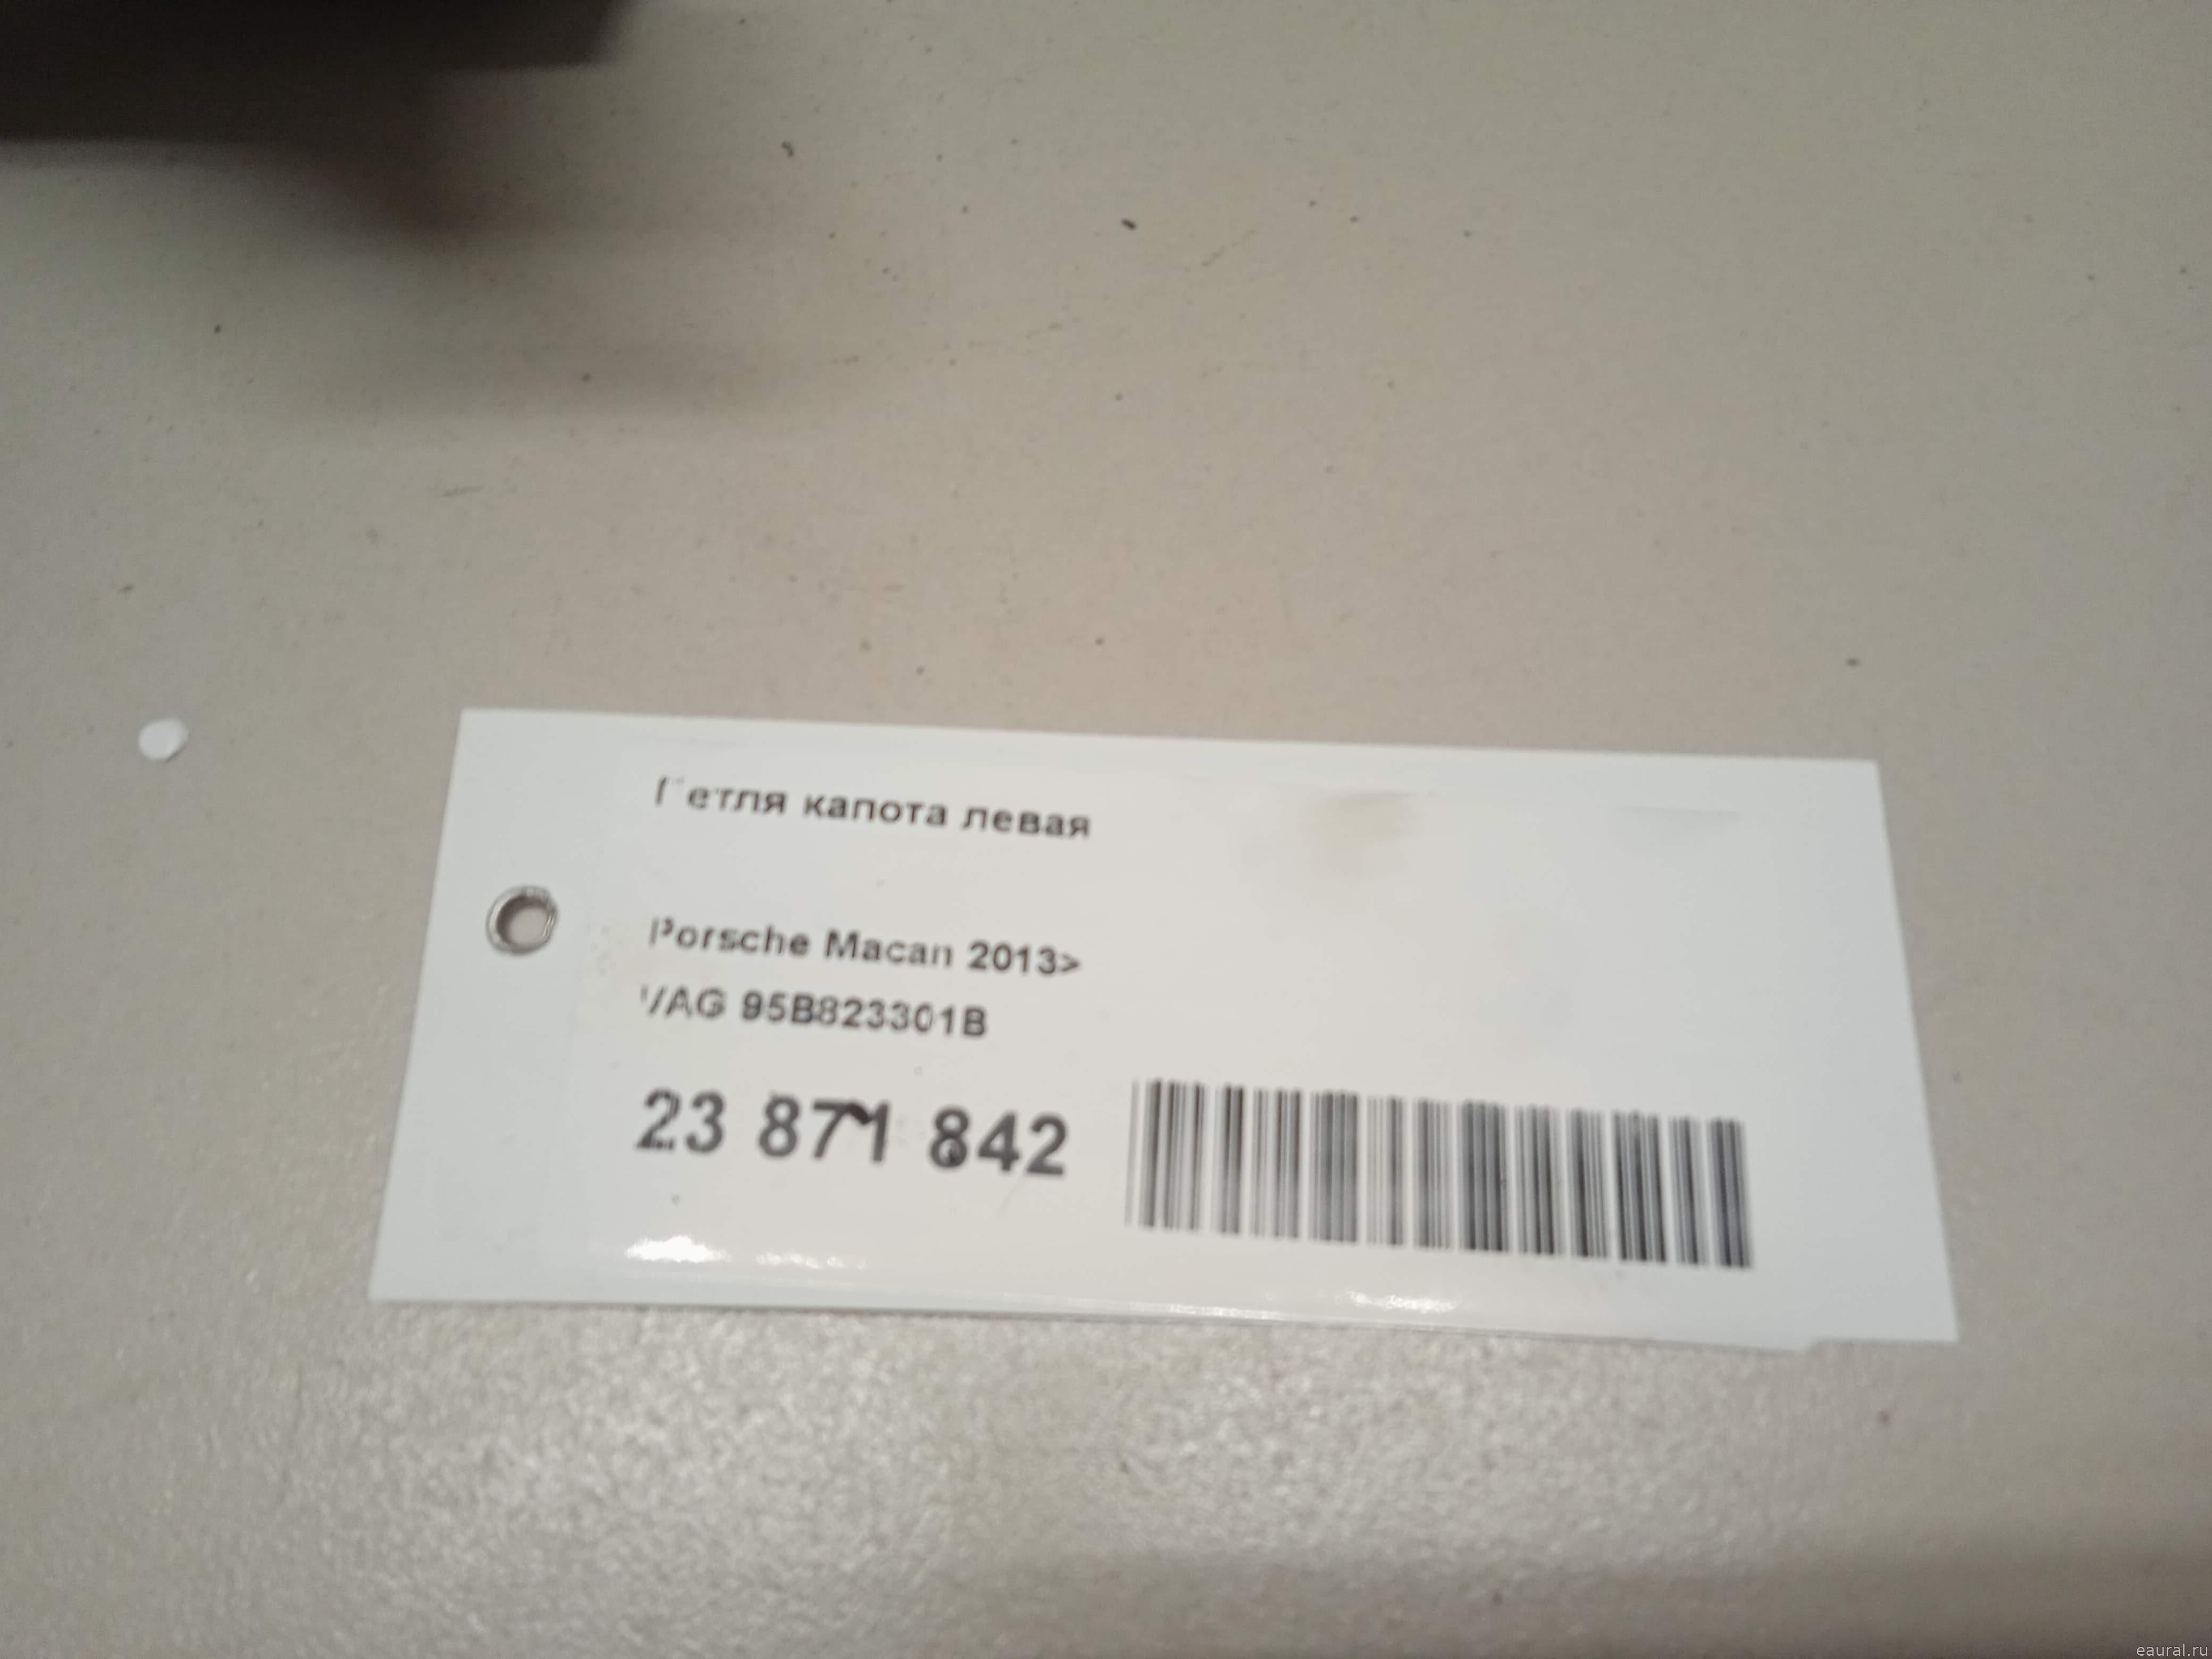 Петля капота левая
Porsche Macan 2013>
VAG 95B823301B
23 871 842
eaural.ru